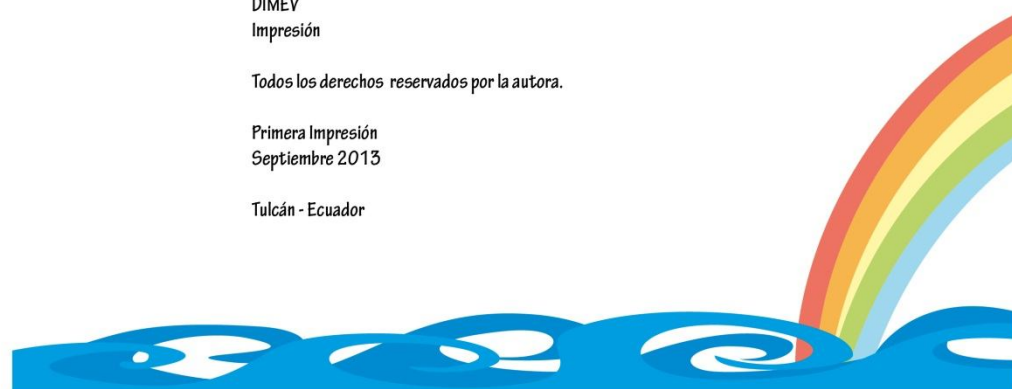 DIMEV
Impresión
Todos los derechos reservados por la autora.
Primera Impresión
Septiembre 2013
Tulcán - Ecuador